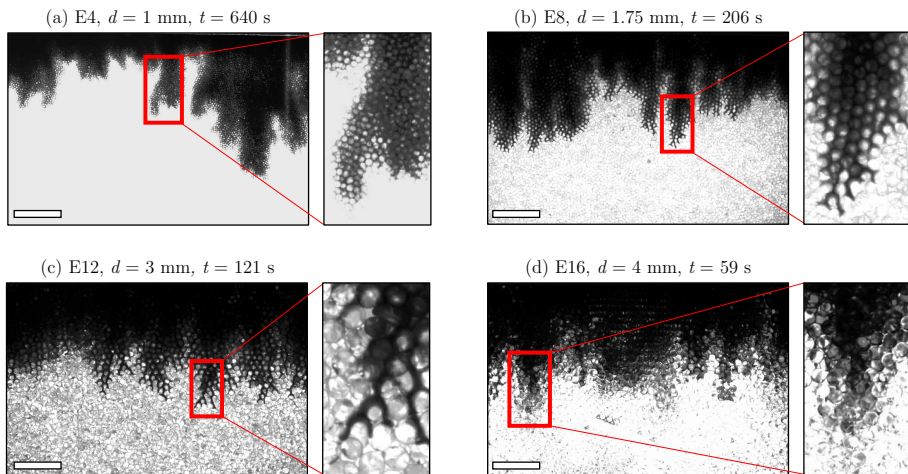 (a) E4, d = 1 mm, t = 640 s
(b) E8, d = 1.75 mm, t = 206 s
(c) E12, d = 3 mm, t = 121 s
(d) E16, d = 4 mm, t = 59 s